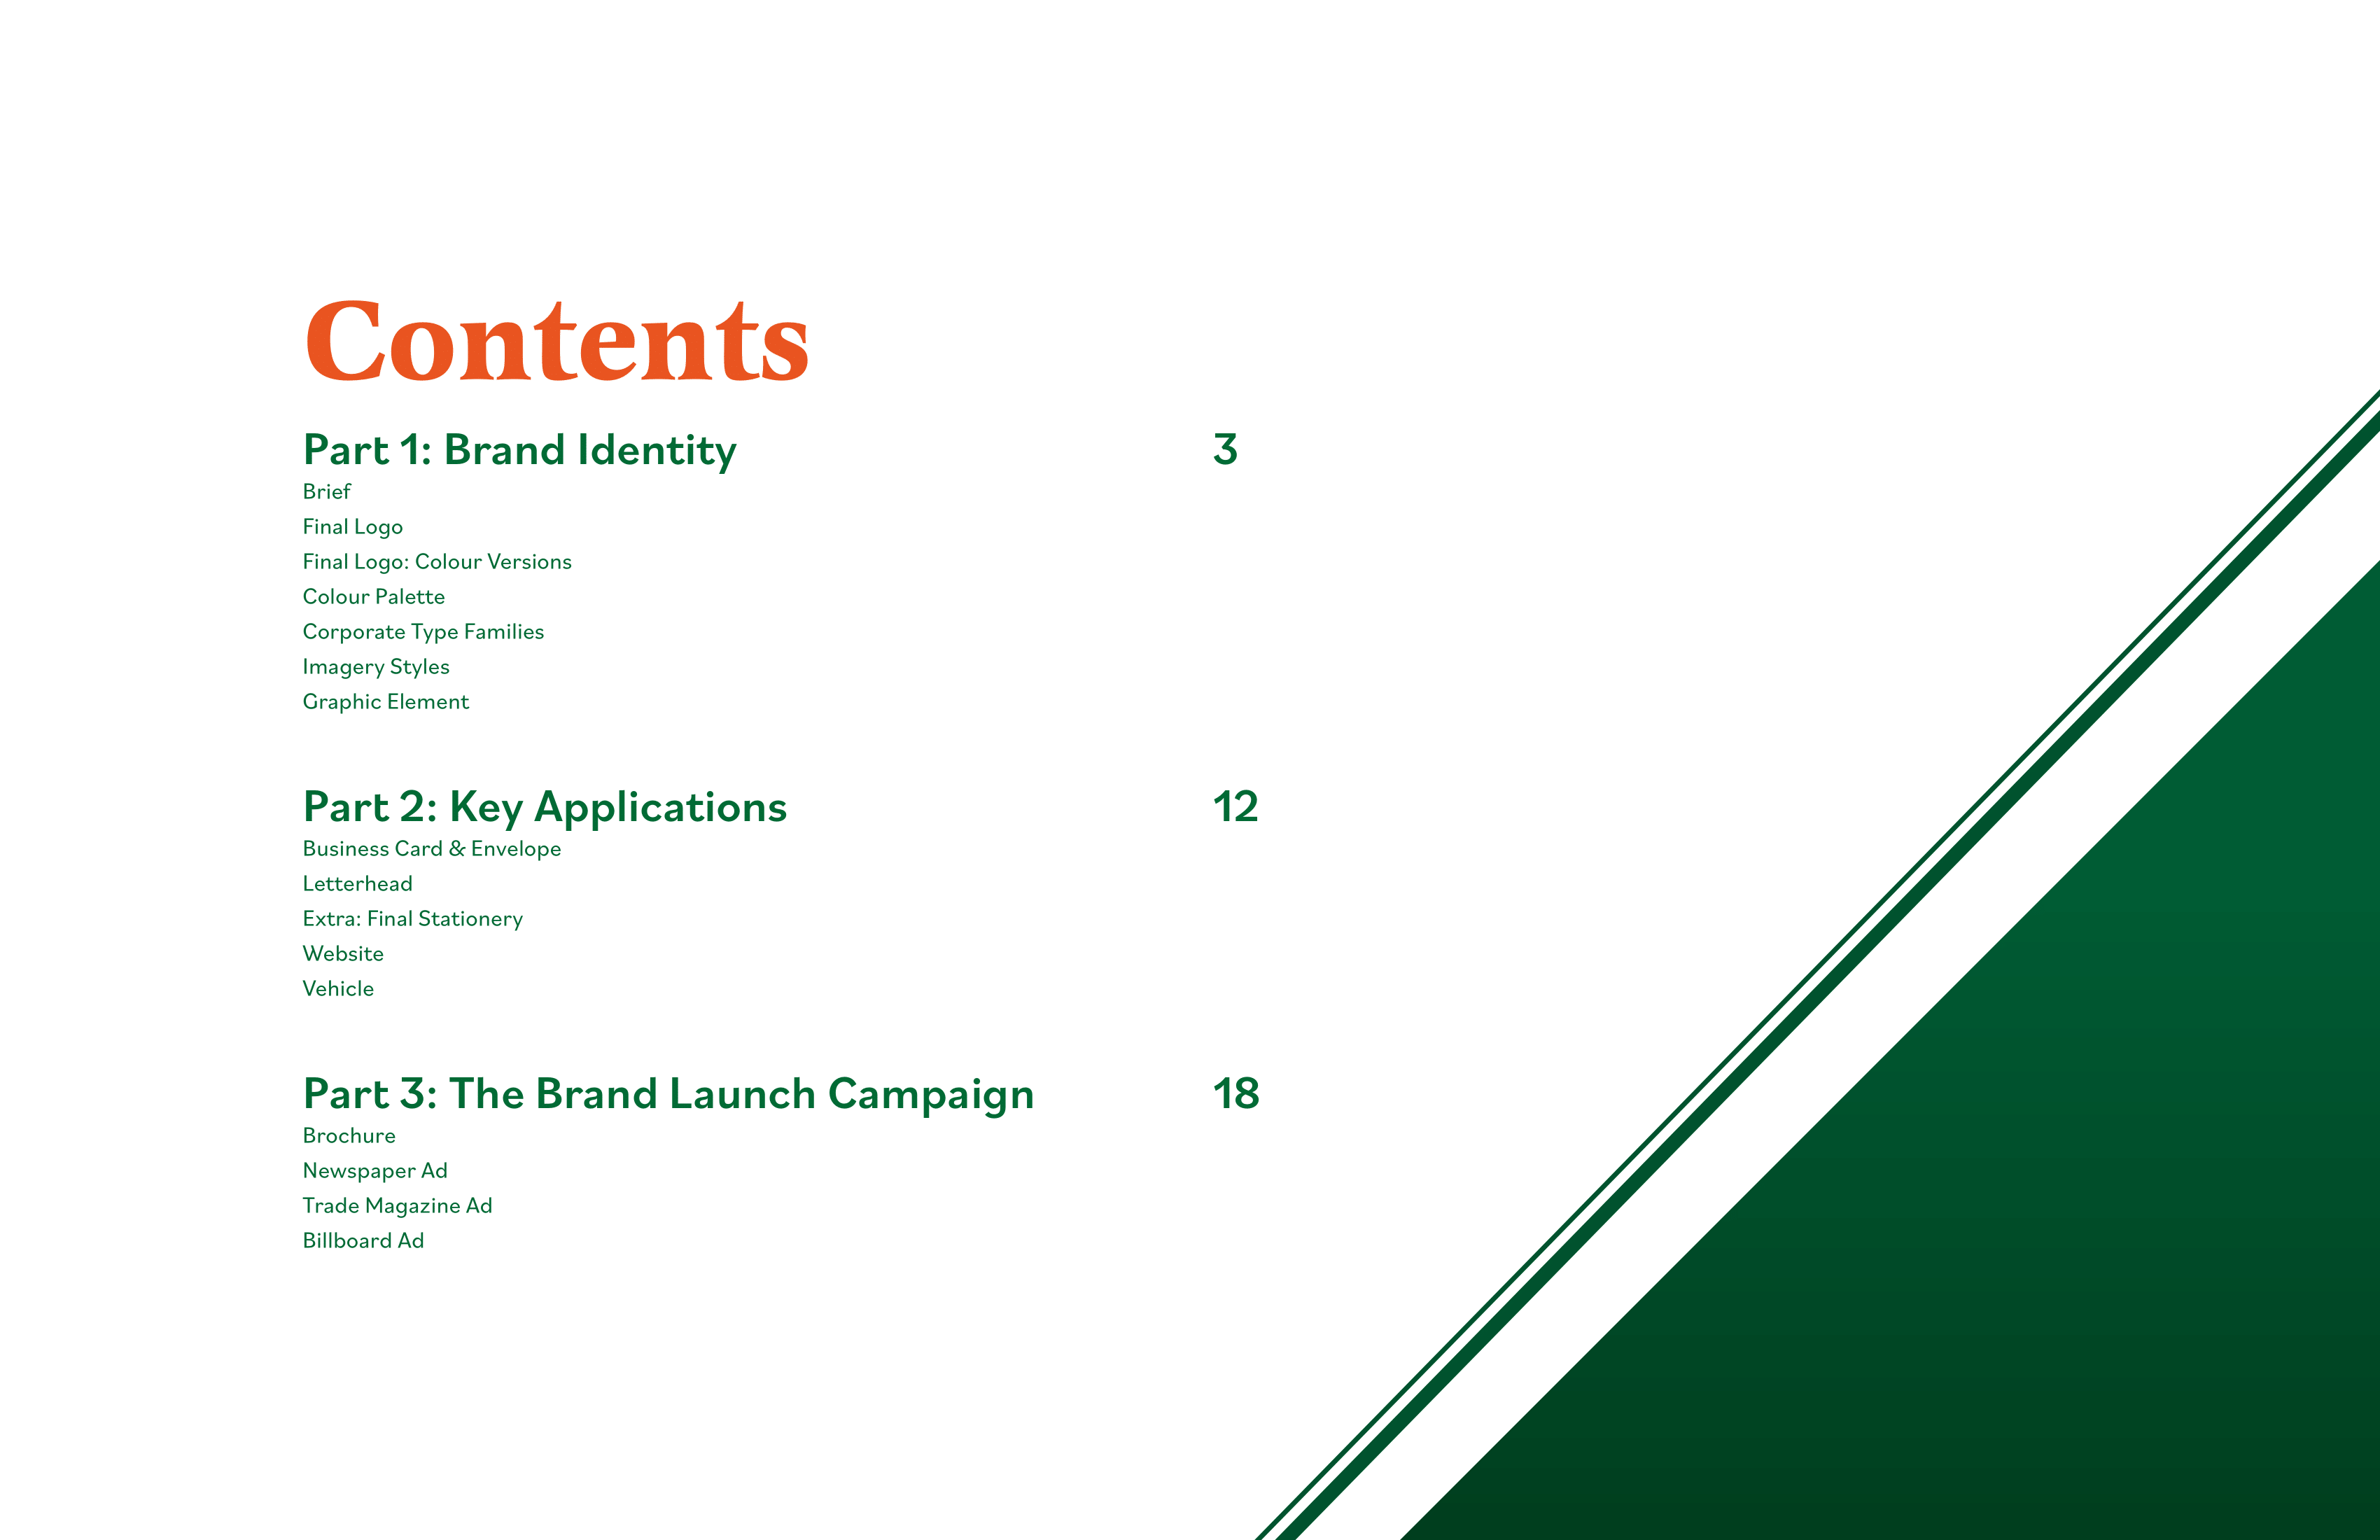 Contents
Part 1: Brand Identity 3
Brief
Final Logo
Final Logo: Colour Versions
Colour Palette
Corporate Type Families
Imagery Styles
Graphic Element
Part 2: Key Applications 12
Business Card & Envelope
Letterhead
Extra: Final Stationery
Website
Vehicle
Part 3: The Brand Launch Campaign 18
Brochure
Newspaper Ad
Trade Magazine Ad
Billboard Ad